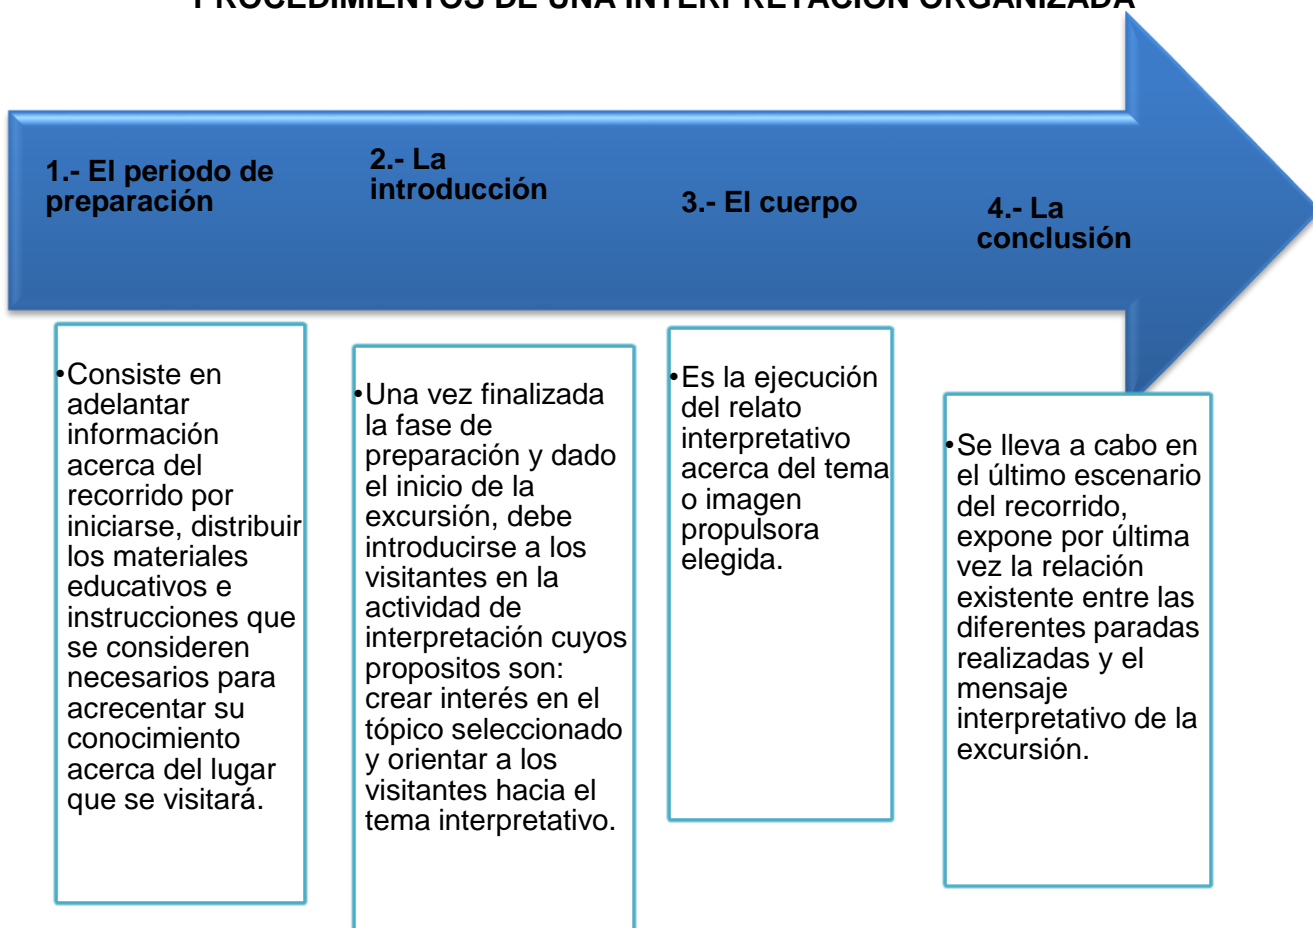 PROCEDIMIENTOS DE UNA INTERPRETACIÓN ORGANIZADA
1.- El periodo de
preparación
2.- La
introducción
3.- El cuerpo
4.- La
conclusión
•Consiste en
adelantar
información
acerca del
recorrido por
iniciarse, distribuir
los materiales
educativos e
instrucciones que
se consideren
necesarios para
acrecentar su
conocimiento
acerca del lugar
que se visitará.
•Una vez finalizada
la fase de
preparación y dado
el inicio de la
excursión, debe
introducirse a los
visitantes en la
actividad de
interpretación cuyos
propositos son:
crear interés en el
tópico seleccionado
y orientar a los
visitantes hacia el
tema interpretativo.
•Es la ejecución
del relato
interpretativo
acerca del tema
o imagen
propulsora
elegida.
•Se lleva a cabo en
el último escenario
del recorrido,
expone por última
vez la relación
existente entre las
diferentes paradas
realizadas y el
mensaje
interpretativo de la
excursión.